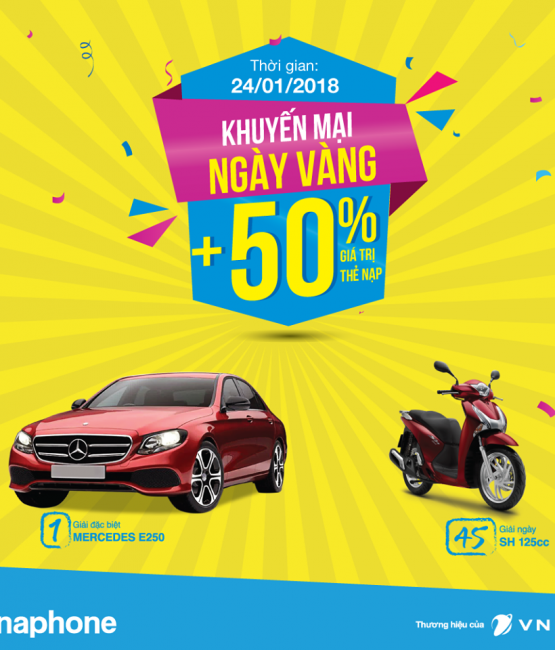 Thời gian:
24/01/2018
KHUYẾN MẠI
NGÀY VÀNG
+50%
GIÁ TRỊ
THẺ NẠP
1 Giải đặc biệt
MERCEDES E250
45 Giải ngày
SH 125cc
naphone
Thương hiệu của VN